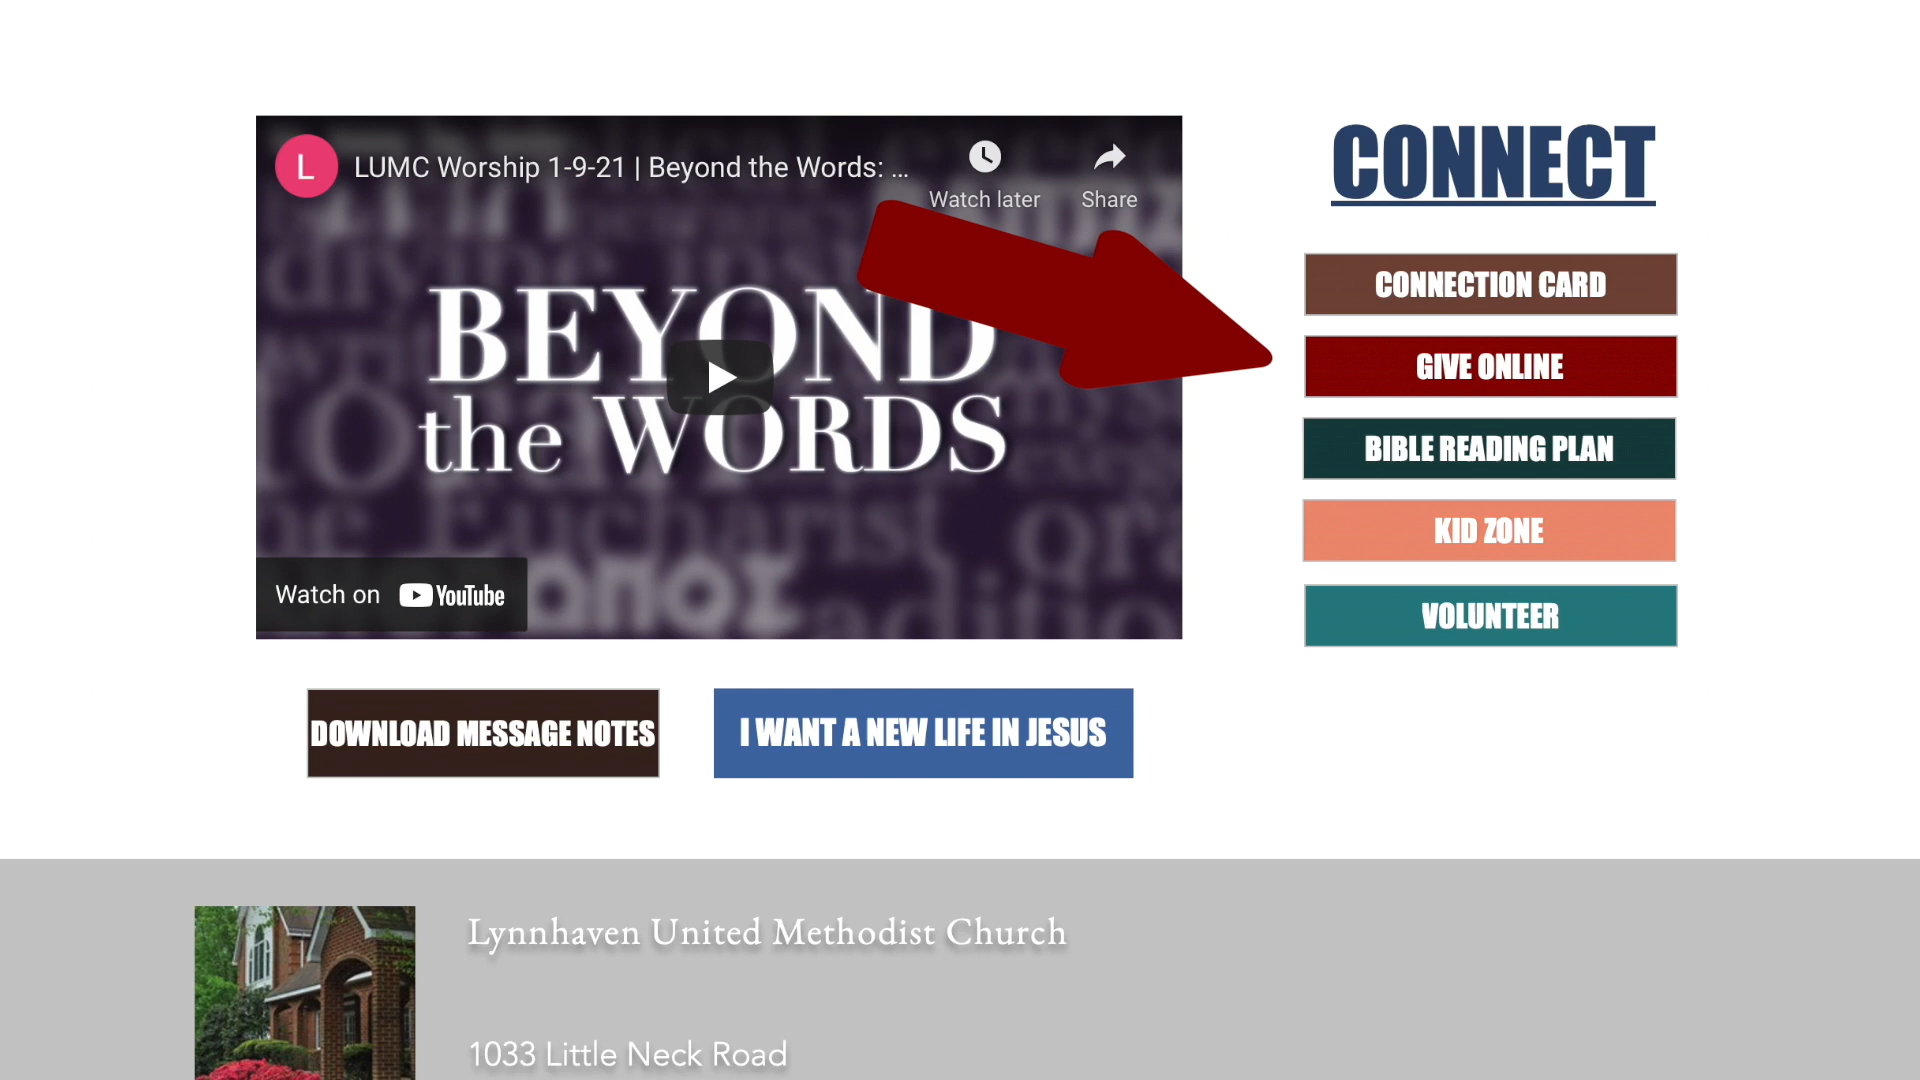 L
LUMC Worship 1-9-21 | Beyond the Words: ...
Watch later
Share
BEYOND
the WORDS
Watch on YouTube
CONNECT
CONNECTION CARD
GIVE ONLINE
BIBLE READING PLAN
KID ZONE
VOLUNTEER
DOWNLOAD MESSAGE NOTES
I WANT A NEW LIFE IN JESUS
Lynnhaven United Methodist Church
1033 Little Neck Road